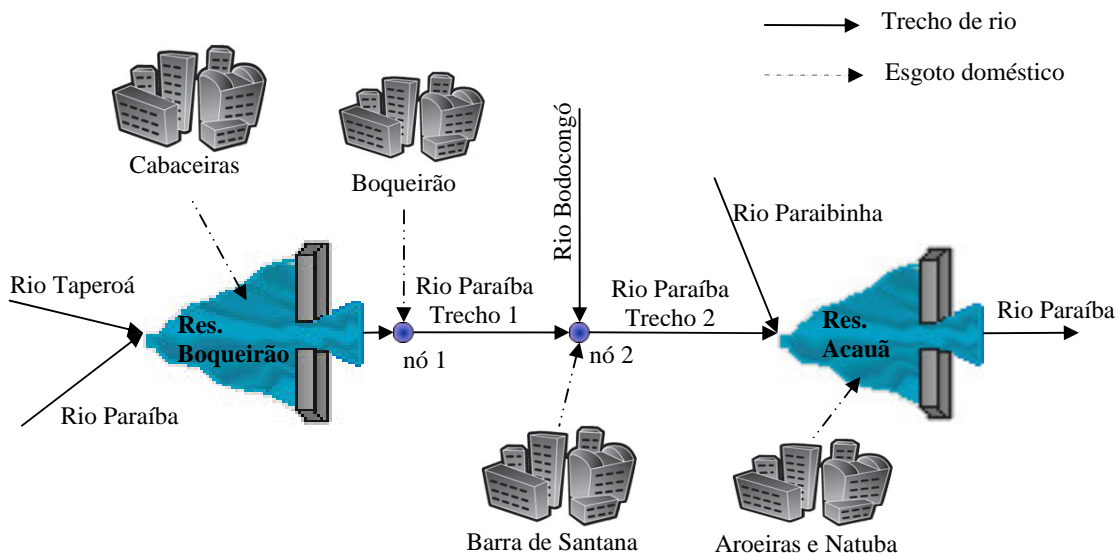 Trecho de rio
Esgoto doméstico
Cabaceiras
Boqueirão
Rio Bodocongó
Rio Paraibinha
Rio Taperoá
Res.
Boqueirão
Rio Paraíba
Rio Paraíba
Trecho 1
nó 1
Rio Paraíba
Trecho 2
nó 2
Res.
Acauã
Rio Paraíba
Barra de Santana
Aroeiras e Natuba